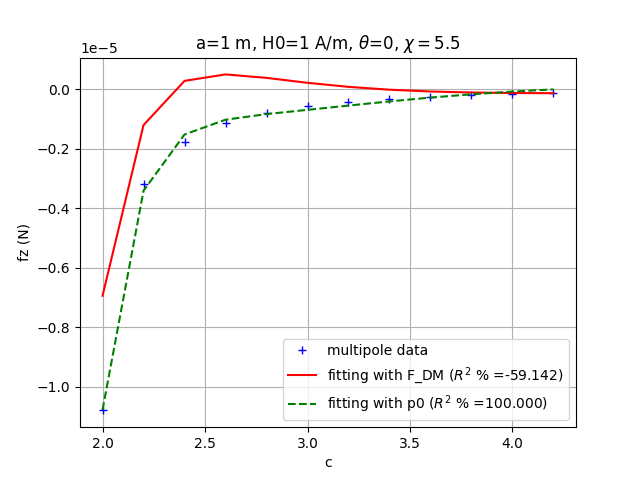 a=1 m, H0=1 A/m, θ=0, χ = 5.5
1e−5
0.0
−0.2
−0.4
−0.6
−0.8
−1.0
fz (N)
multipole data
fitting with F_DM (R² % =-59.142)
fitting with p0 (R² % =100.000)
2.0 2.5 3.0 3.5 4.0
c